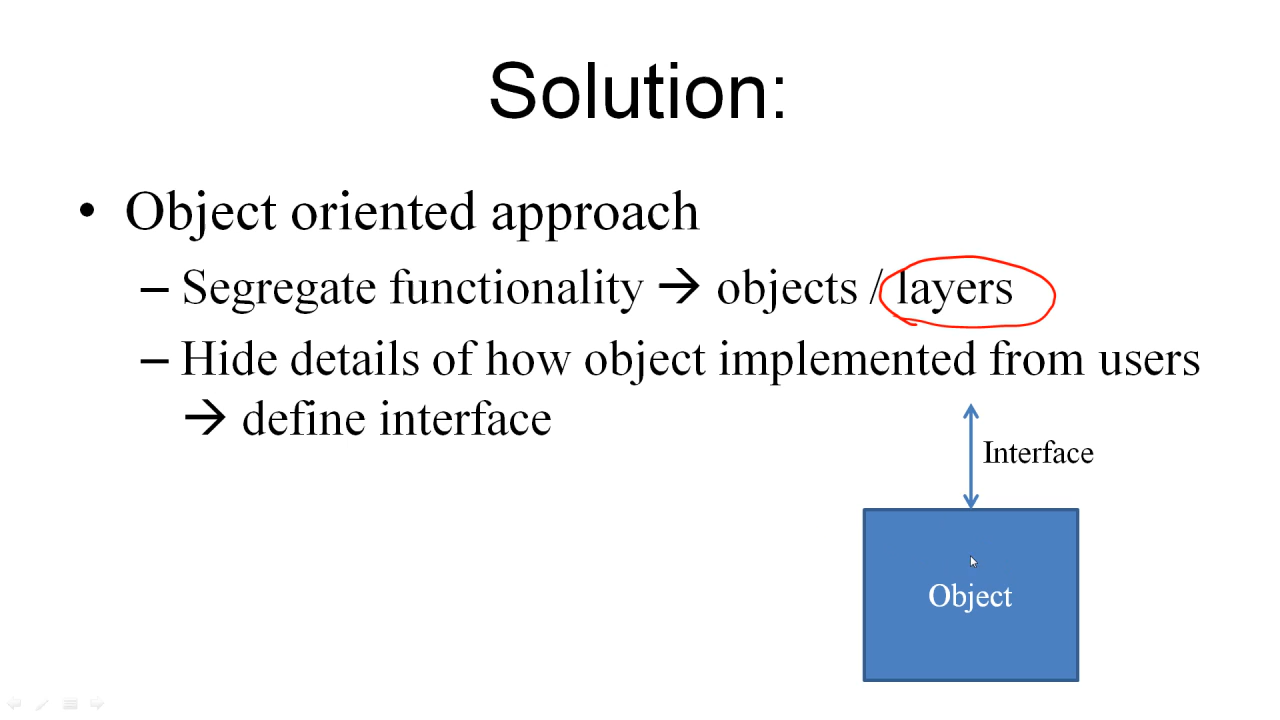 Solution:
• Object oriented approach
– Segregate functionality → objects / layers
– Hide details of how object implemented from users
→ define interface
Interface
Object